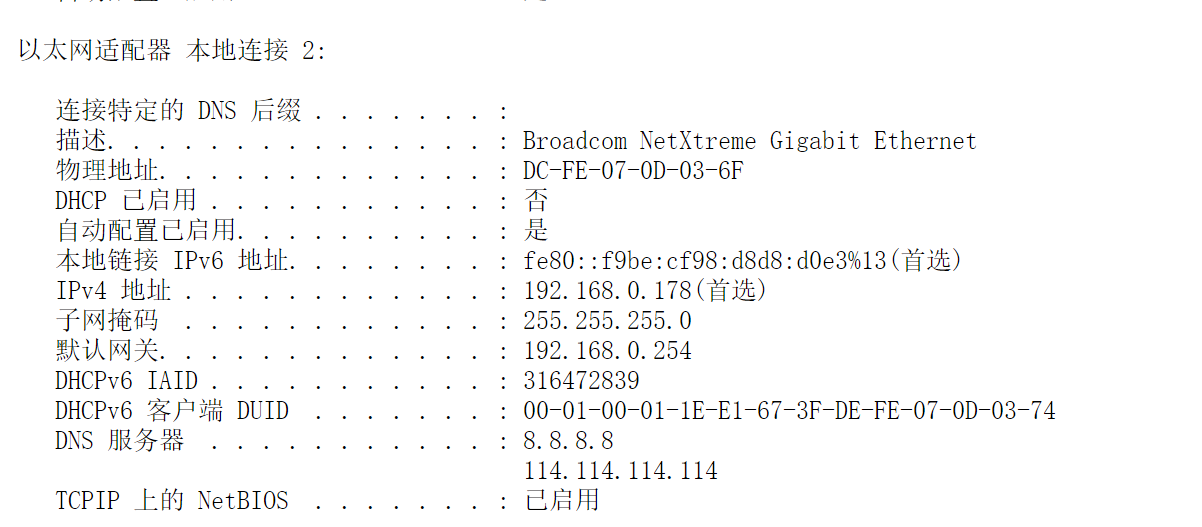 以太网适配器 本地连接 2:
连接特定的 DNS 后缀 . . . . . . . :
描述. . . . . . . . . . . . . . . : Broadcom NetXtreme Gigabit Ethernet
物理地址. . . . . . . . . . . . . : DC-FE-07-0D-03-6F
DHCP 已启用 . . . . . . . . . . . : 否
自动配置已启用. . . . . . . . . . : 是
本地链接 IPv6 地址. . . . . . . . : fe80::f9be:cf98:d8d8:d0e3%13(首选)
IPv4 地址 . . . . . . . . . . . . : 192.168.0.178(首选)
子网掩码  . . . . . . . . . . . . : 255.255.255.0
默认网关. . . . . . . . . . . . . : 192.168.0.254
DHCPv6 IAID . . . . . . . . . . . : 316472839
DHCPv6 客户端 DUID  . . . . . . . : 00-01-00-01-1E-E1-67-3F-DE-FE-07-0D-03-74
DNS 服务器  . . . . . . . . . . . : 8.8.8.8
114.114.114.114
TCPIP 上的 NetBIOS  . . . . . . . : 已启用